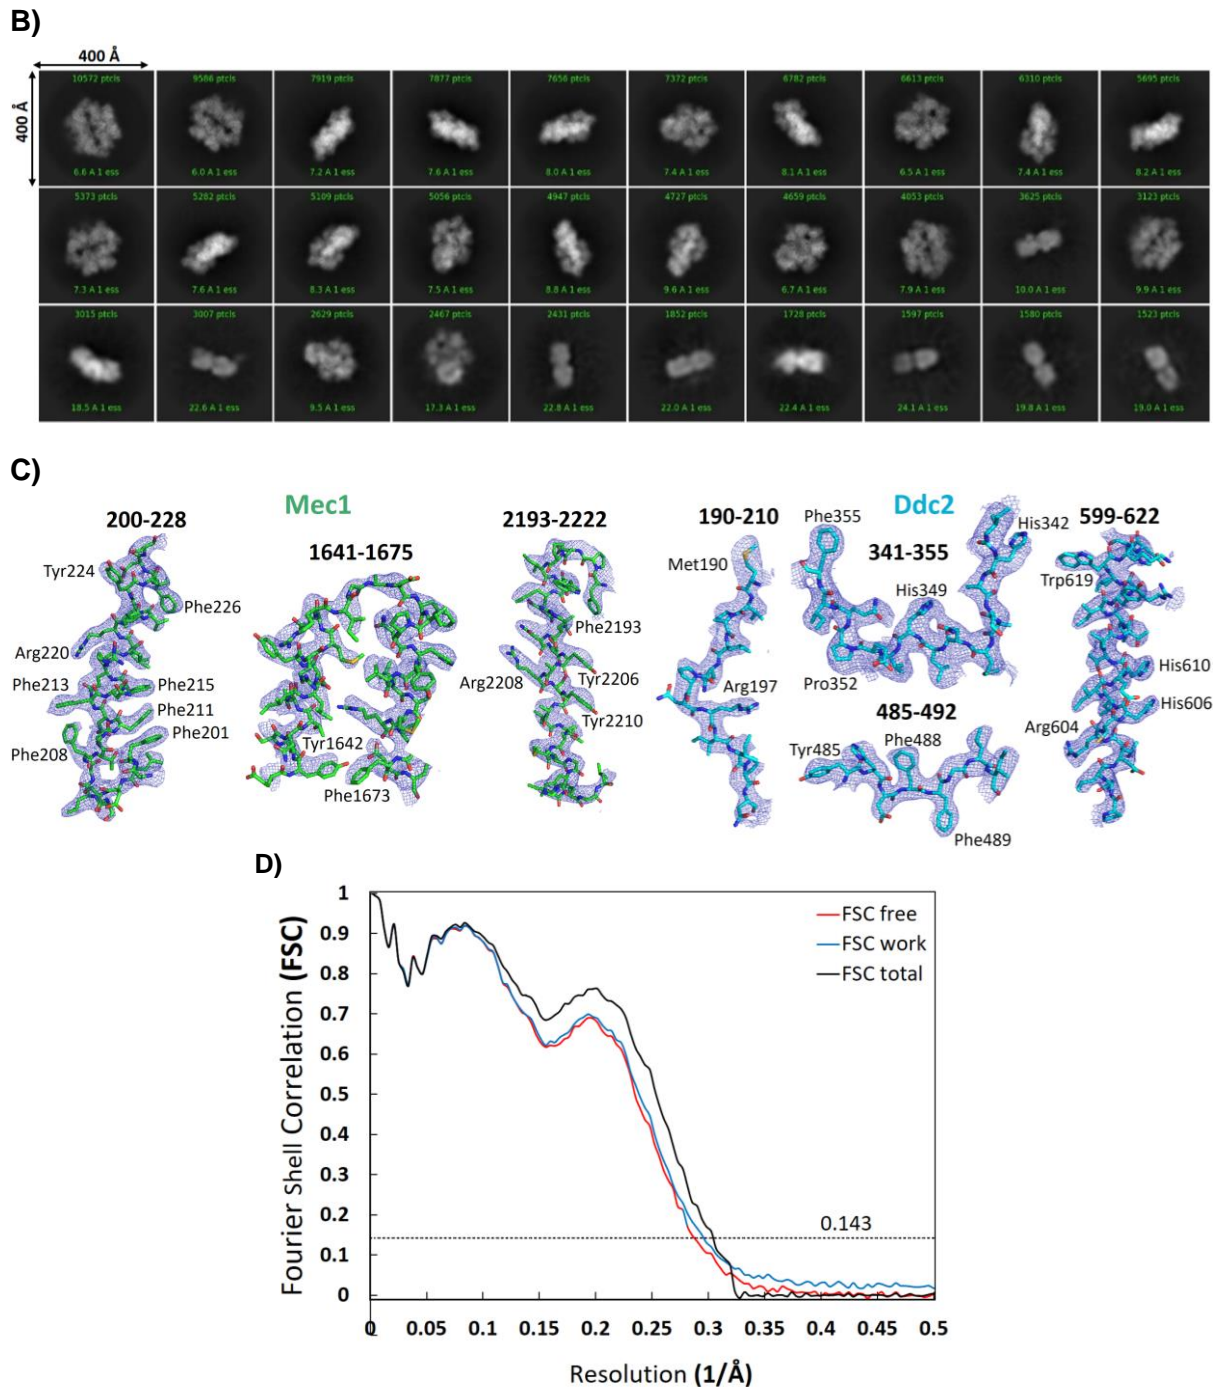 B)
400 Å
400 Å
10572 ptcls 9586 ptcls 7919 ptcls 7877 ptcls 7656 ptcls 7372 ptcls 6782 ptcls 6613 ptcls 6310 ptcls 5695 ptcls
6.6 A 1 ess 6.0 A 1 ess 7.2 A 1 ess 7.6 A 1 ess 8.0 A 1 ess 7.4 A 1 ess 8.1 A 1 ess 6.5 A 1 ess 7.4 A 1 ess 8.2 A 1 ess
5373 ptcls 5282 ptcls 5109 ptcls 5056 ptcls 4947 ptcls 4727 ptcls 4659 ptcls 4053 ptcls 3625 ptcls 3123 ptcls
7.3 A 1 ess 7.6 A 1 ess 8.3 A 1 ess 7.5 A 1 ess 8.8 A 1 ess 9.6 A 1 ess 6.7 A 1 ess 7.9 A 1 ess 10.0 A 1 ess 9.9 A 1 ess
3015 ptcls 3007 ptcls 2629 ptcls 2467 ptcls 2431 ptcls 1852 ptcls 1728 ptcls 1597 ptcls 1580 ptcls 1523 ptcls
18.5 A 1 ess 22.6 A 1 ess 9.5 A 1 ess 17.3 A 1 ess 22.8 A 1 ess 22.0 A 1 ess 22.4 A 1 ess 24.1 A 1 ess 19.8 A 1 ess 19.0 A 1 ess
C)
Mec1
200-228
Tyr224
Phe226
Arg220
Phe213
Phe215
Phe211
Phe201
Phe208
1641-1675
Tyr1642
Phe1673
2193-2222
Phe2193
Arg2208
Tyr2206
Tyr2210
Ddc2
190-210
Met190
Arg197
Phe355
341-355
His342
His349
Pro352
485-492
Tyr485
Phe488
Phe489
599-622
Trp619
His610
His606
Arg604
D)
Fourier Shell Correlation (FSC)
1
0.9
0.8
0.7
0.6
0.5
0.4
0.3
0.2
0.1
0
FSC free
FSC work
FSC total
0.143
0 0.05 0.1 0.15 0.2 0.25 0.3 0.35 0.4 0.45 0.5
Resolution (1/Å)